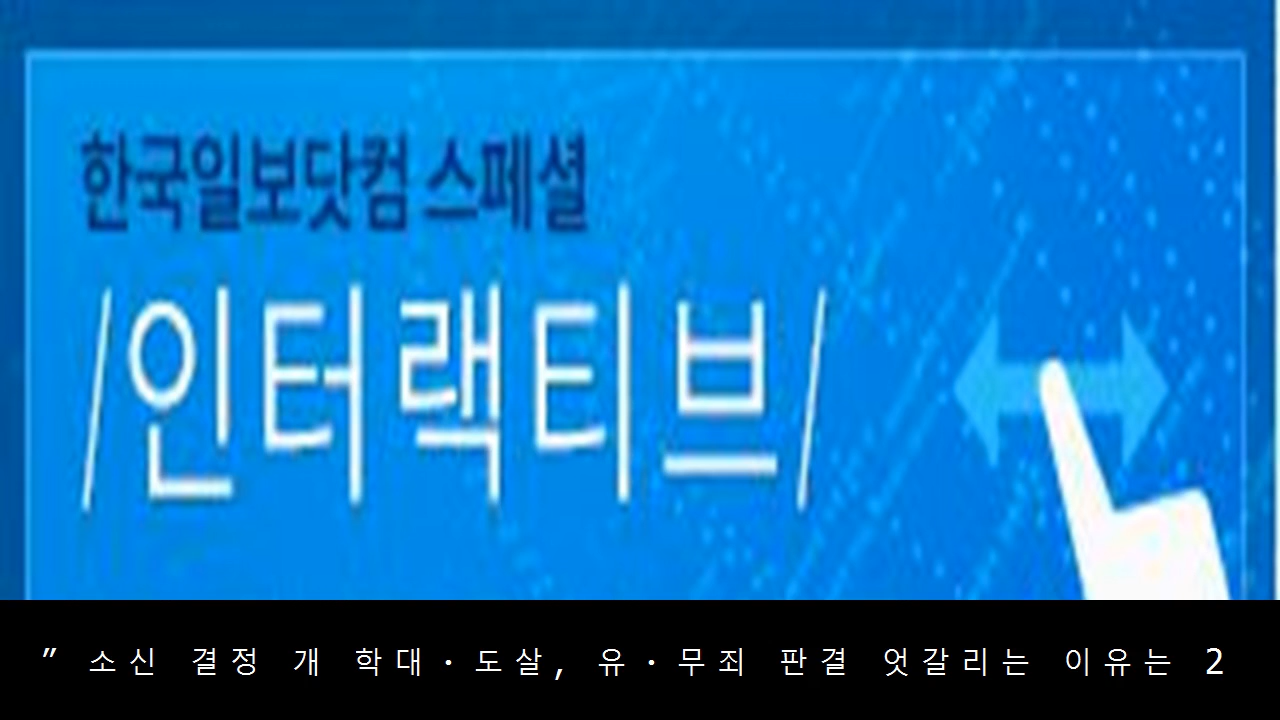 한국일보닷컴 스페셜
/인터랙티브/
” 소신 결정 개 학대·도살, 유·무죄 판결 엇갈리는 이유는 2